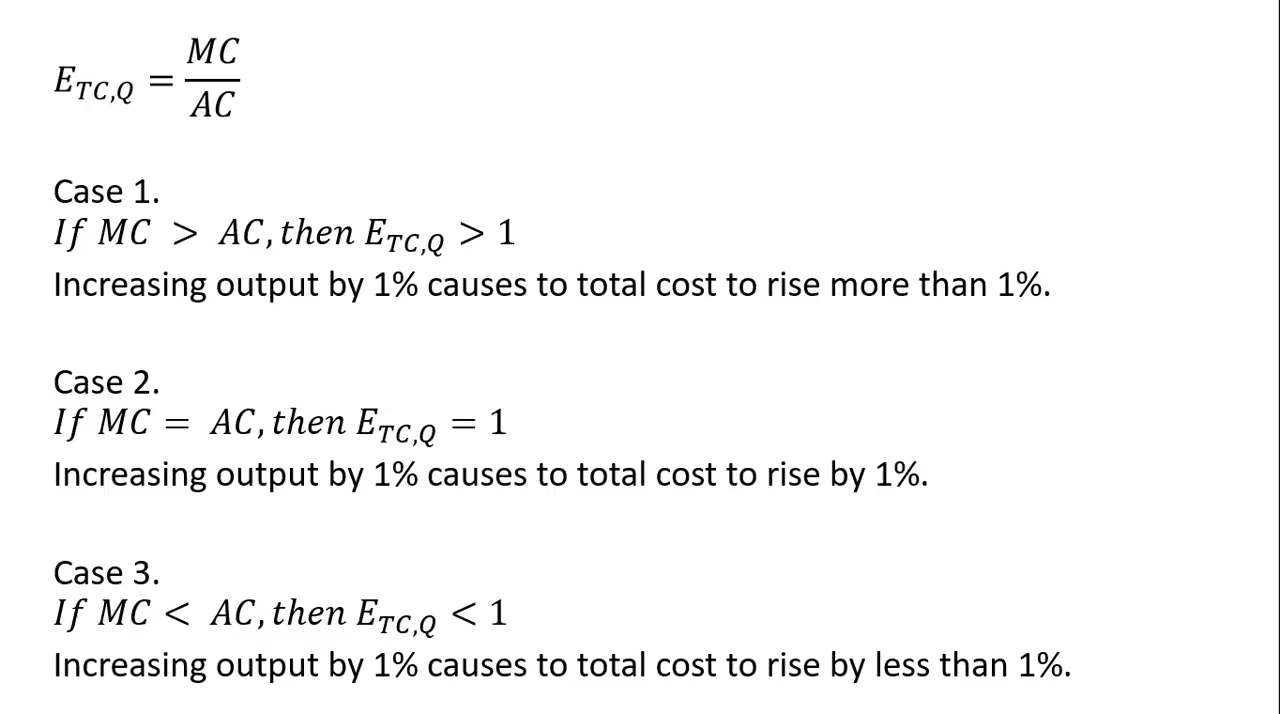 E_{TC,Q} = \frac{MC}{AC}
Case 1.
If MC > AC, then E_{TC,Q} > 1
Increasing output by 1% causes to total cost to rise more than 1%.
Case 2.
If MC = AC, then E_{TC,Q} = 1
Increasing output by 1% causes to total cost to rise by 1%.
Case 3.
If MC < AC, then E_{TC,Q} < 1
Increasing output by 1% causes to total cost to rise by less than 1%.